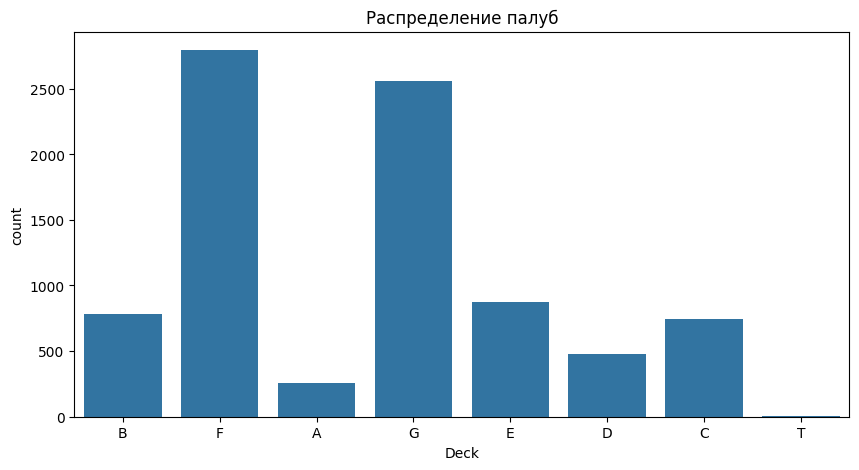 Распределение палуб
2500
2000
1500
1000
500
0
count
B F A G E D C T
Deck